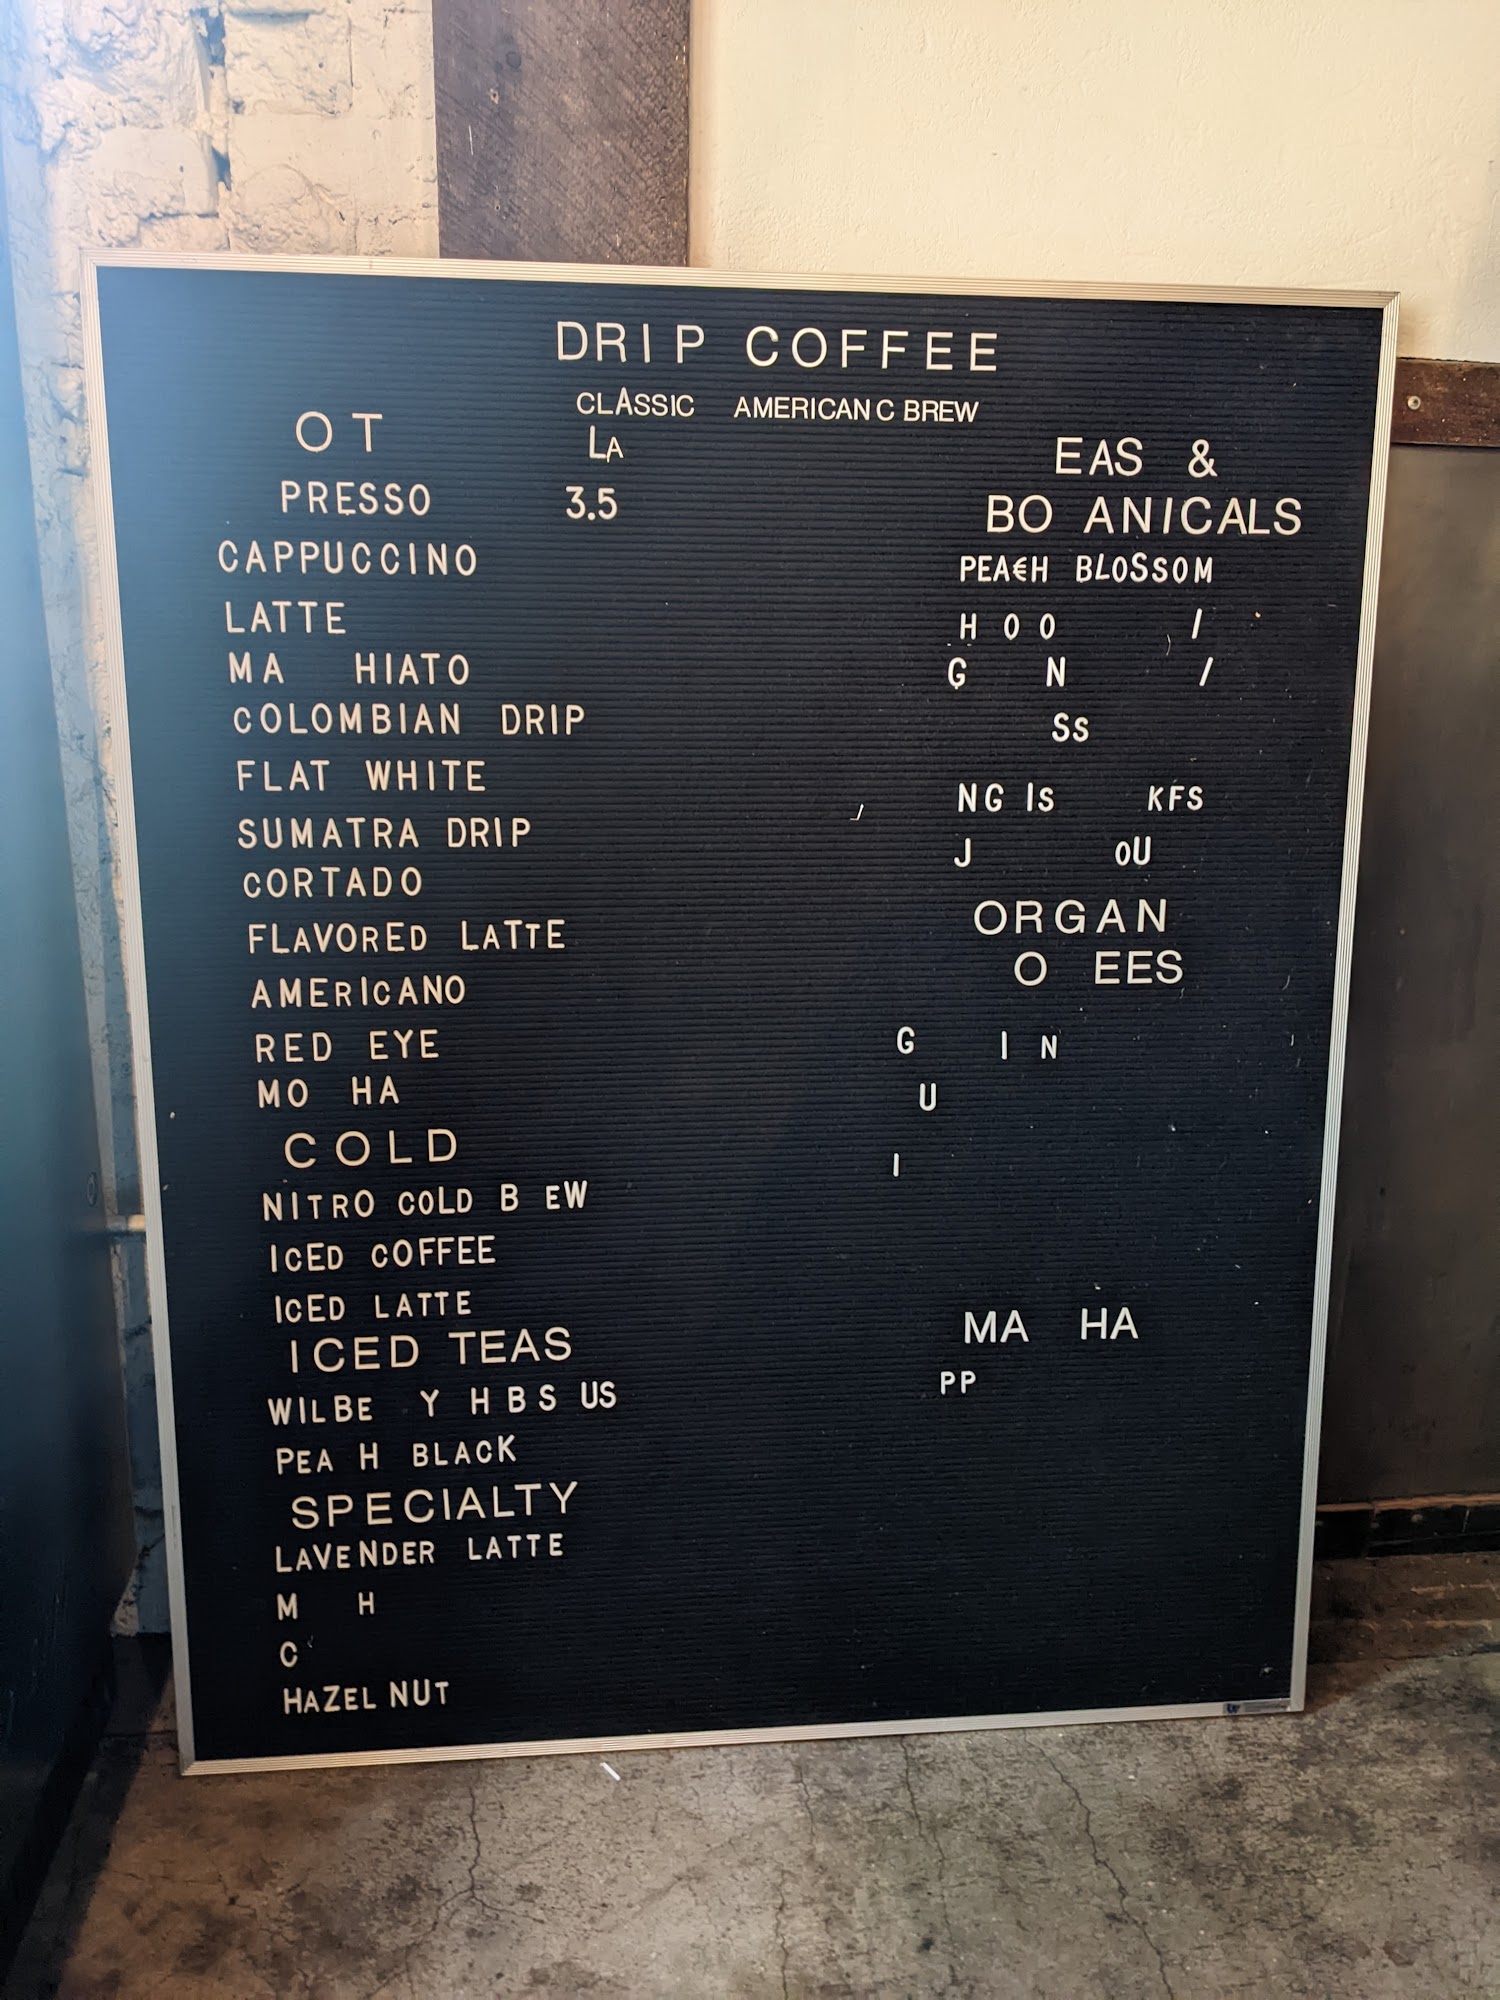 DRIP COFFEE
CLASSIC AMERICAN C BREW
LA
3.5
OT
PRESSO
CAPPUCCINO
LATTE
MA HIATO
COLOMBIAN DRIP
FLAT WHITE
SUMATRA DRIP
CORTADO
FLAVORED LATTE
AMERICANO
RED EYE
MO HA
COLD
NITRO COLD B EW
ICED COFFEE
ICED LATTE
ICED TEAS
WILBE Y H B S US
PEA H BLACK
SPECIALTY
LAVENDER LATTE
M H
C
HAZEL NUT
EAS &
BO ANICALS
PEA€H BLOSSOM
H O O /
G N /
SS
NG IS KFS
J OU
ORGAN
O EES
G I N
U
I
MA HA
PP